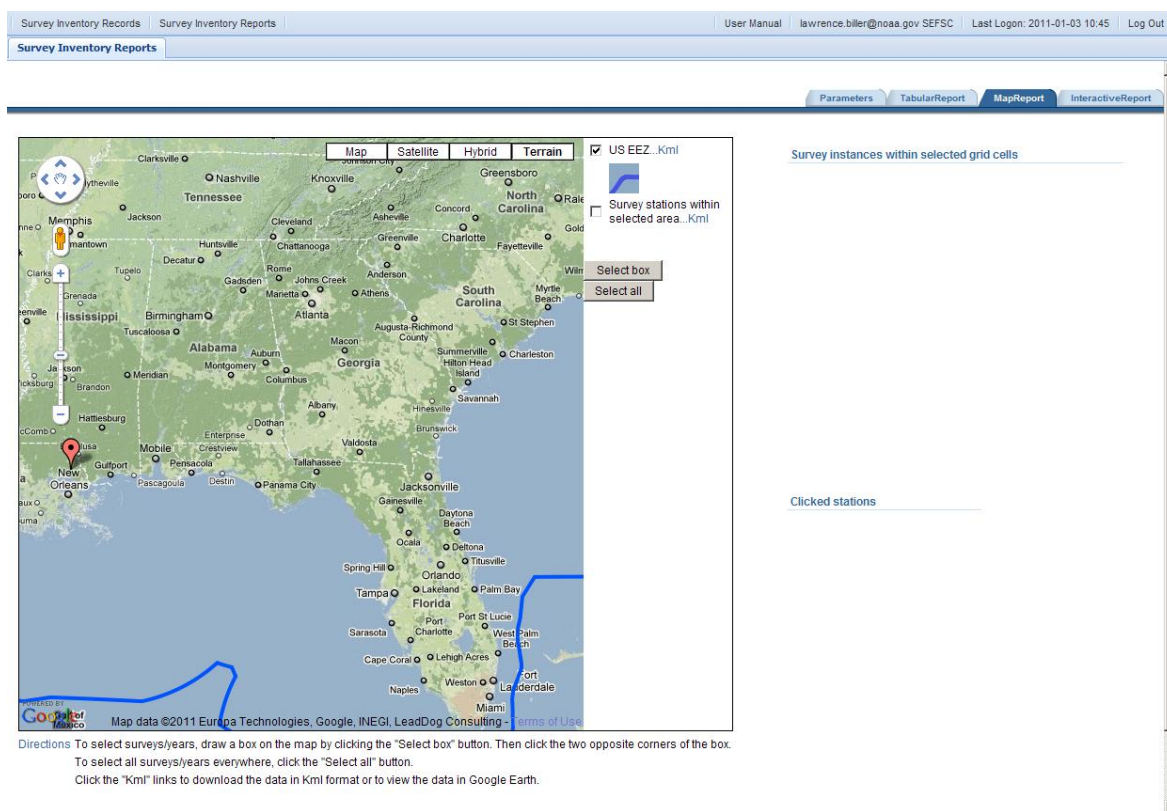 Survey Inventory Records Survey Inventory Reports User Manual lawrence.biller@noaa.gov SEFSC Last Logon: 2011-01-03 10:45 Log Out
Survey Inventory Reports
Parameters TabularReport MapReport InteractiveReport
Map Satellite Hybrid Terrain
US EEZ...Kml
Survey instances within selected grid cells
Survey stations within
selected area...Kml
Select box
Select all
Clarksville
Nashville
Knoxville
Greensboro
Tennessee
North
Carolina
Jackson
Memphis
Cleveland
Asheville
Concord
Huntsville
Chattanooga
Greenville
Charlotte
Fayetteville
Decatur
Tupelo
Rome
Gadsden
Johns Creek
Anderson
Marietta
Athens
South
Carolina
Myrtle
Beach
Grenada
Birmingham
Atlanta
Tuscaloosa
Augusta-Richmond
County
St Stephen
Alabama
Auburn
Macon
Georgia
Summerville
Charleston
Meridian
Montgomery
Columbus
Hilton Head
Island
Brandon
Savannah
Albany
Hinesville
Hattiesburg
Dothan
Enterprise
Brunswick
Mobile
Crestview
Valdosta
New
Orleans
Gulfport
Pensacola
Tallahassee
Pascagoula
Destin
Panama City
Jacksonville
Gainesville
Daytona
Beach
Ocala
Deltona
Titusville
Spring Hill
Orlando
Tampa
Lakeland
Palm Bay
Florida
Port
Charlotte
Port St Lucie
Sarasota
West Palm
Beach
Cape Coral
Lehigh Acres
Fort
Lauderdale
Naples
Weston
Miami
Clicked stations
POWERED BY
Google
Map data ©2011 Europa Technologies, Google, INEGI, LeadDog Consulting - Terms of Use
Directions To select surveys/years, draw a box on the map by clicking the "Select box" button. Then click the two opposite corners of the box.
To select all surveys/years everywhere, click the "Select all" button.
Click the "Kml" links to download the data in Kml format or to view the data in Google Earth.